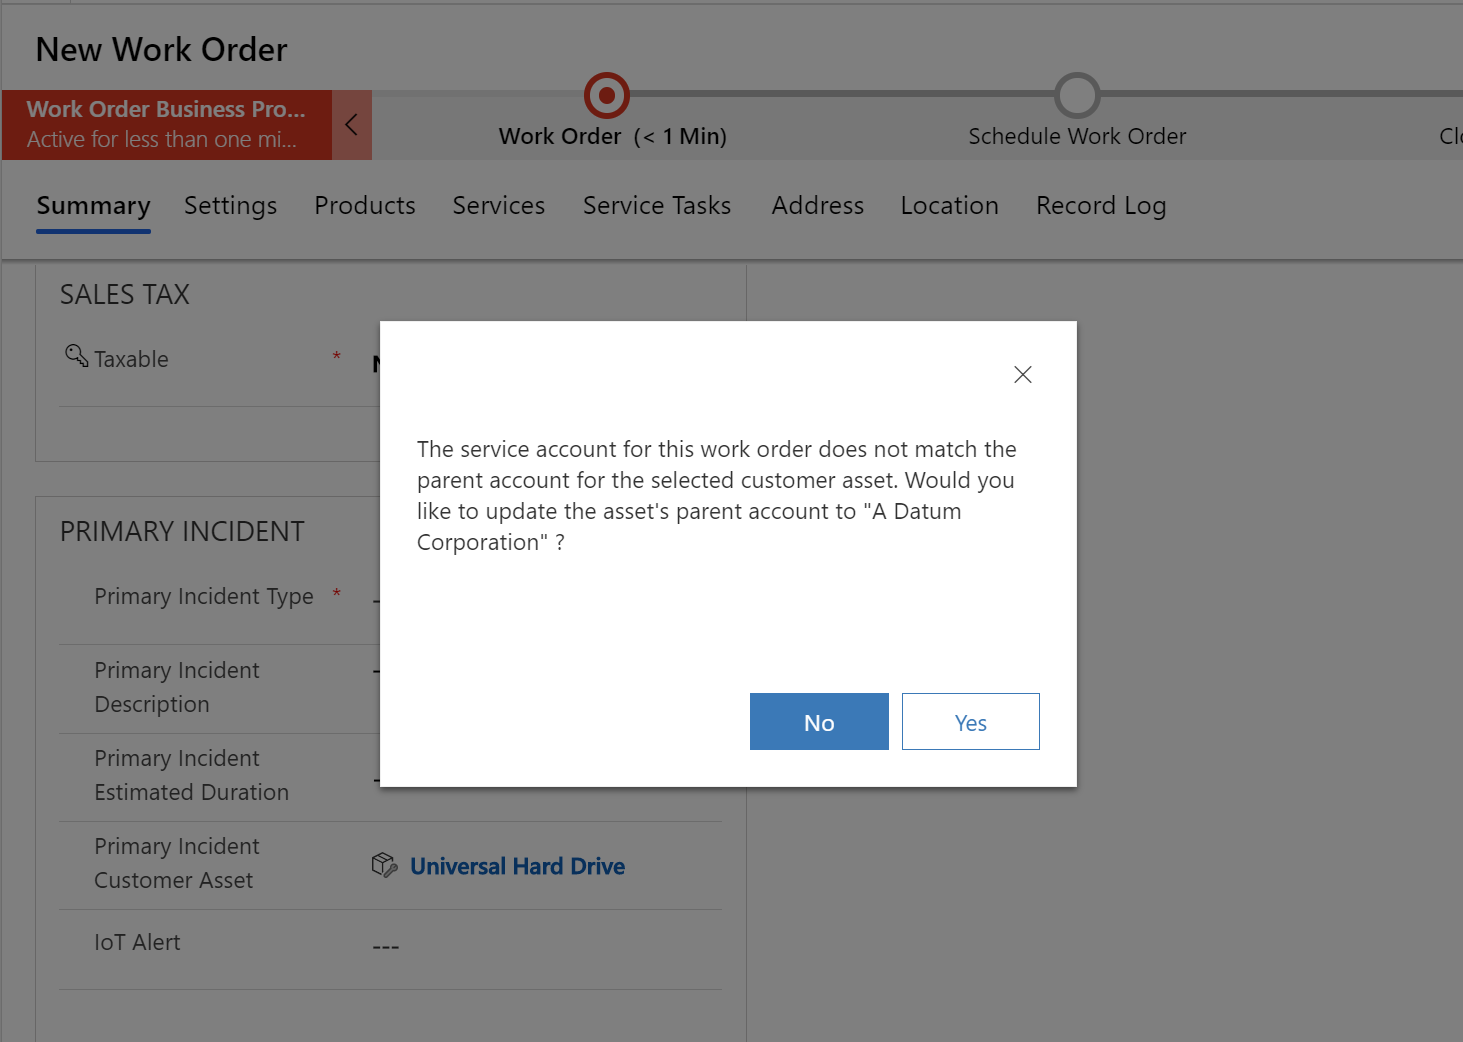 New Work Order
Work Order Business Pro...
Active for less than one mi...
Work Order (< 1 Min)
Schedule Work Order
Summary Settings Products Services Service Tasks Address Location Record Log
SALES TAX
Taxable *
PRIMARY INCIDENT
Primary Incident Type *
Primary Incident
Description
Primary Incident
Estimated Duration
Primary Incident
Customer Asset
Universal Hard Drive
IoT Alert
---
The service account for this work order does not match the
parent account for the selected customer asset. Would you
like to update the asset's parent account to "A Datum
Corporation" ?
No
Yes